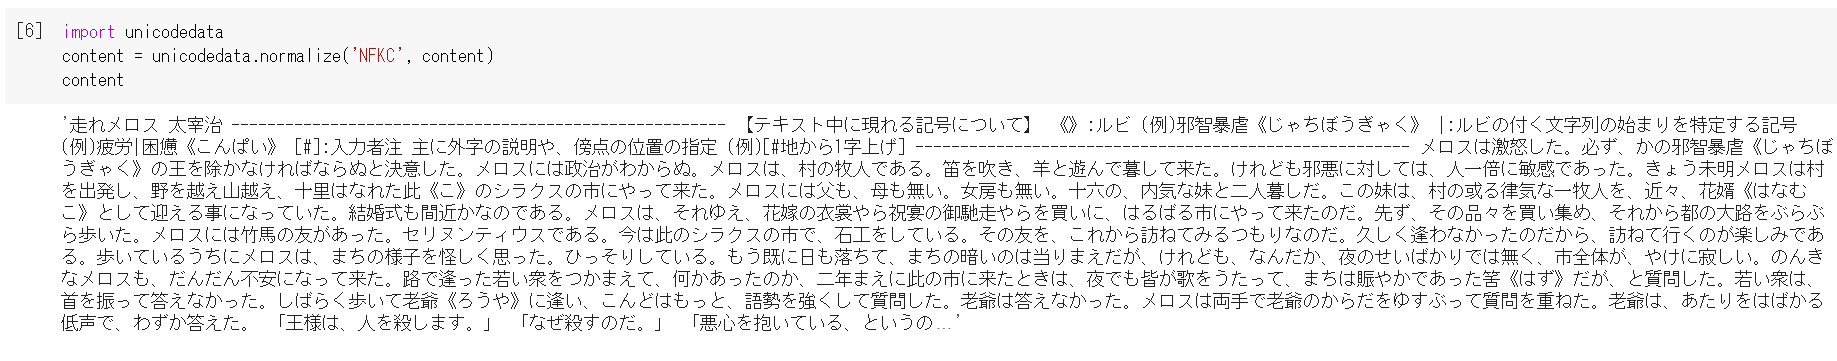 [6] import unicodedata
content = unicodedata.normalize('NFKC', content)
content
'走れメロス 太宰治 ------------------------------------------------------- 【テキスト中に現れる記号について】 《》:ルビ (例)邪智暴虐《じゃちぼうぎゃく》 |:ルビの付く文字列の始まりを特定する記号
(例)疲労|困憊《こんぱい》 [#]:入力者注 主に外字の説明や、傍点の位置の指定 (例)[#地から1字上げ] ------------------------------------------------------- メロスは激怒した。必ず、かの邪智暴虐《じゃちぼ
うぎゃく》の王を除かなければならぬと決意した。メロスには政治がわからぬ。メロスは、村の牧人である。笛を吹き、羊と遊んで暮して来た。けれども邪悪に対しては、人一倍に敏感であった。きょう未明メロスは村
を出発し、野を越え山越え、十里はなれた此《こ》のシラクスの市にやって来た。メロスには父も、母も無い。女房も無い。十六の、内気な妹と二人暮しだ。この妹は、村の或る律気な一牧人を、近々、花婿《はなむ
こ》として迎える事になっていた。結婚式も間近かなのである。メロスは、それゆえ、花嫁の衣裳やら祝宴の御馳走やらを買いに、はるばる市にやって来たのだ。先ず、その品々を買い集め、それから都の大路をぶらぶ
ら歩いた。メロスには竹馬の友があった。セリヌンティウスである。今は此のシラクスの市で、石工をしている。その友を、これから訪ねてみるつもりなのだ。久しく逢わなかったのだから、訪ねて行くのが楽しみであ
る。歩いているうちにメロスは、まちの様子を怪しく思った。ひっそりしている。もう既に日も落ちて、まちの暗いのは当りまえだが、けれども、なんだか、夜のせいばかりでは無く、市全体が、やけに寂しい。のんき
なメロスも、だんだん不安になって来た。路で逢った若い衆をつかまえて、何かあったのか、二年まえに此の市に来たときは、夜でも皆が歌をうたって、まちは賑やかであった筈《はず》だが、と質問した。若い衆は、
首を振って答えなかった。しばらく歩いて老爺《ろうや》に逢い、こんどはもっと、語勢を強くして質問した。老爺は答えなかった。メロスは両手で老爺のからだをゆすぶって質問を重ねた。老爺は、あたりをはばかる
低声で、わずか答えた。 「王様は、人を殺します。」 「なぜ殺すのだ。」 「悪心を抱いている、というの...'